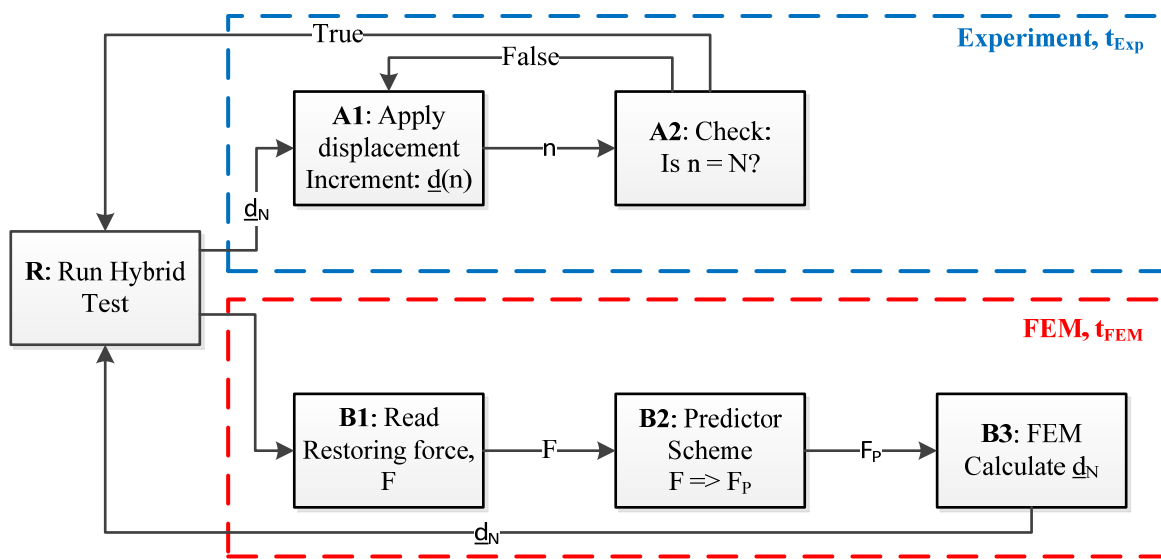 True
Experiment, tExp
False
A1: Apply
displacement
Increment: d(n)
n
A2: Check:
Is n = N?
dN
R: Run Hybrid
Test
FEM, tFEM
B1: Read
Restoring force,
F
F
B2: Predictor
Scheme
F => FP
FP
B3: FEM
Calculate dN
dN